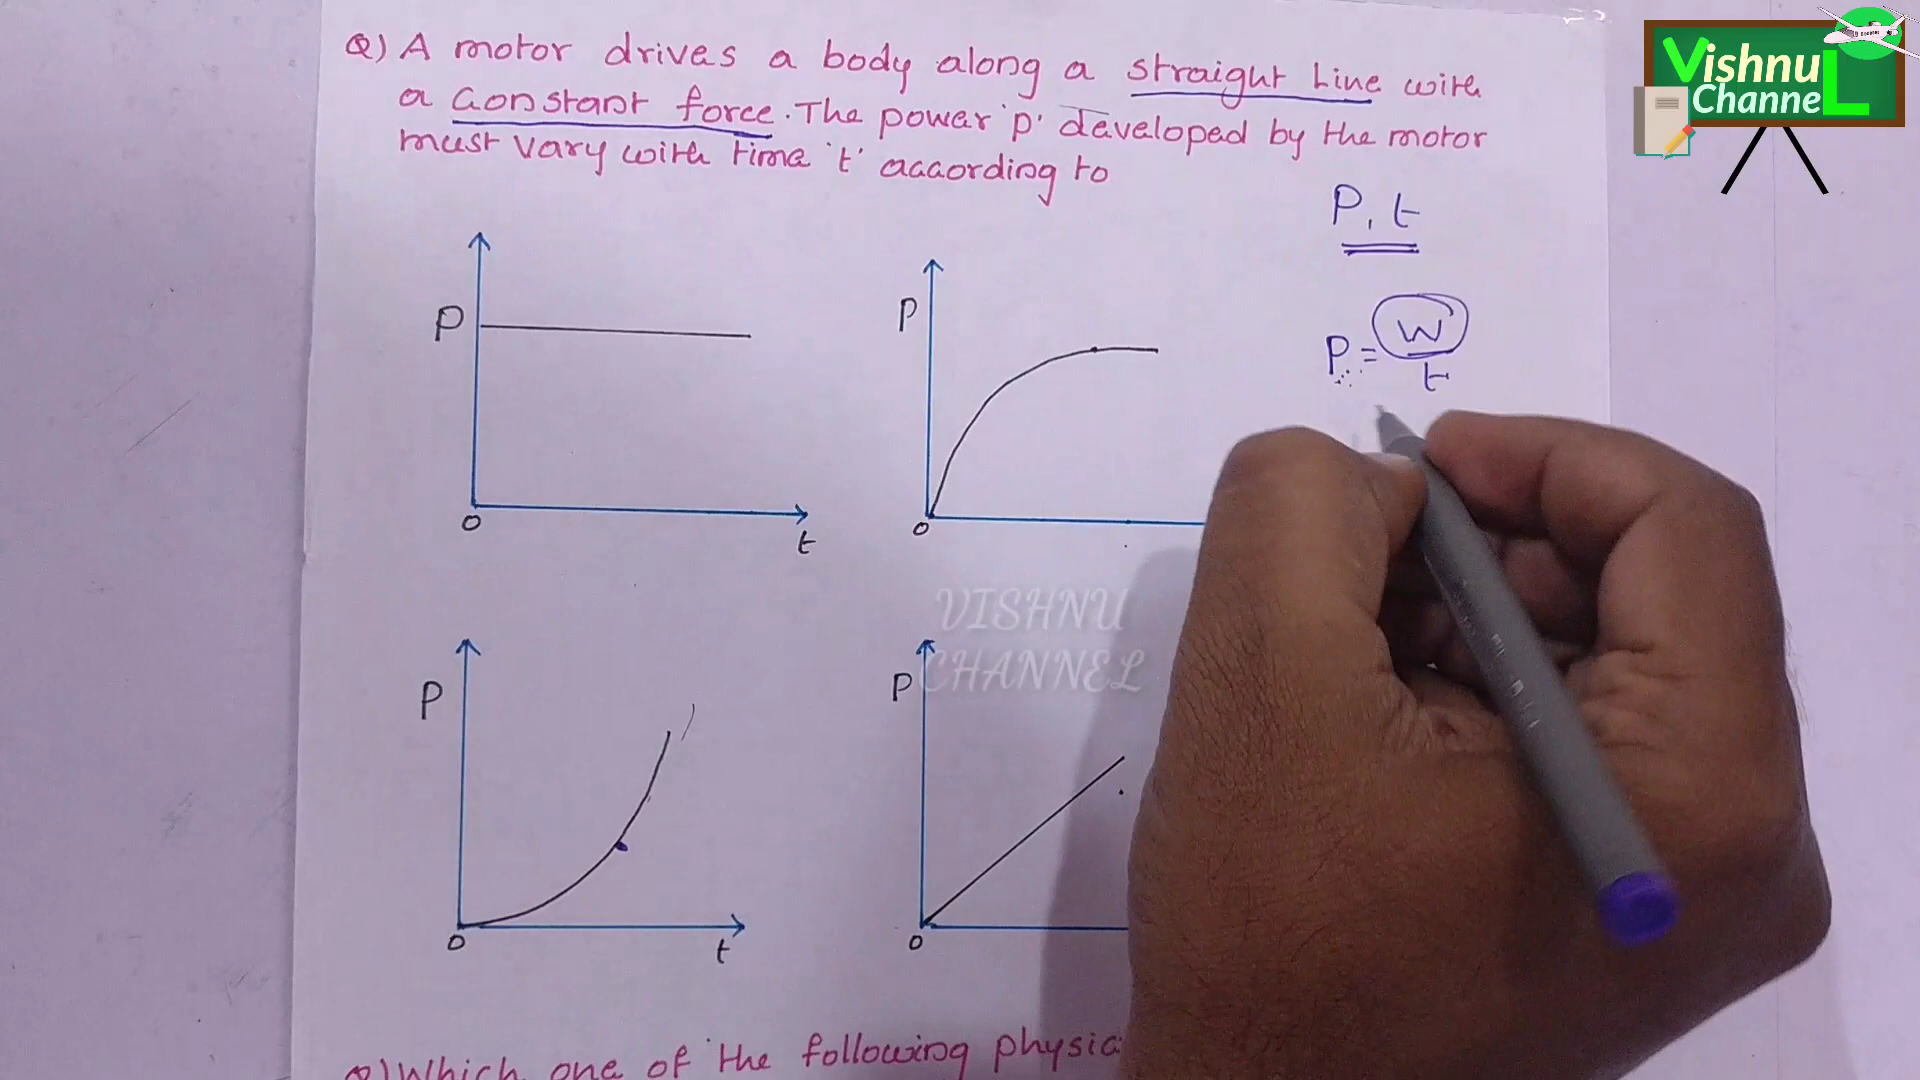 Q) A motor drives a body along a straight Line with
a constant force. The power 'p' developed by the motor
must vary with time 't' according to
P, t
P
O
t
P
O
P = W/t
P
O
t
P
O
VISHNU
CHANNEL
Q) Which one of the following physic
Vishnu
ChanneL